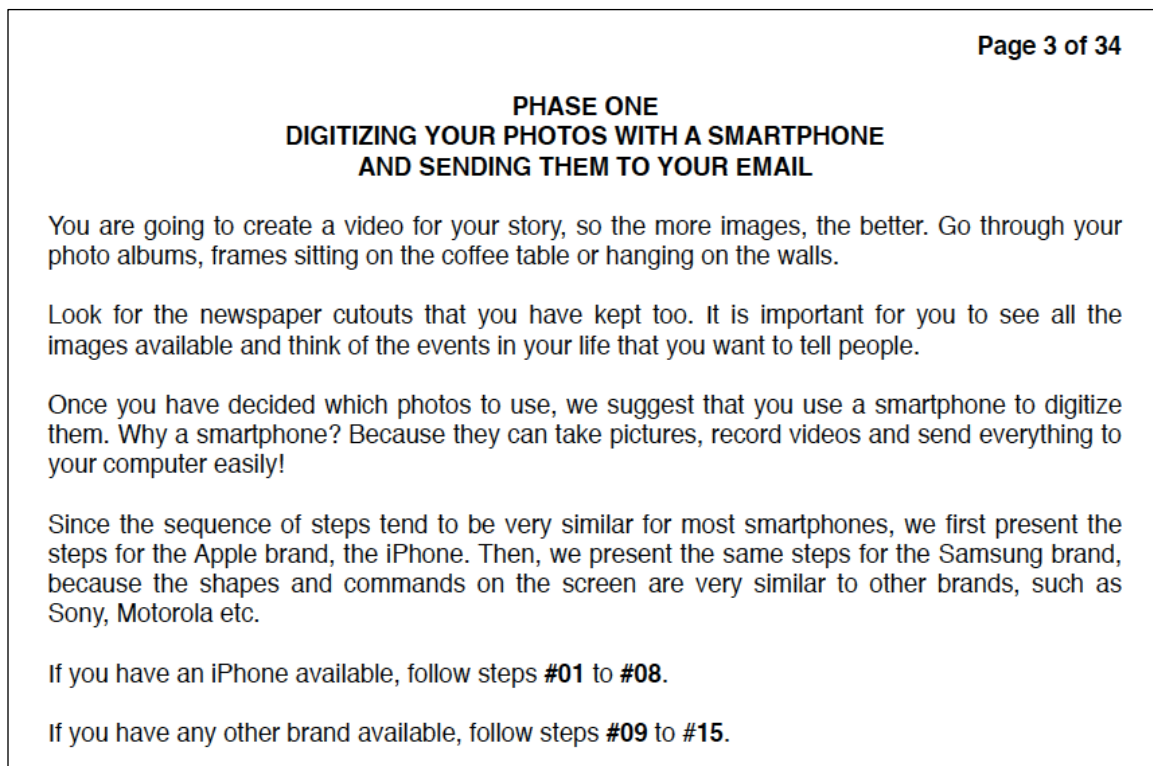 Page 3 of 34
PHASE ONE
DIGITIZING YOUR PHOTOS WITH A SMARTPHONE
AND SENDING THEM TO YOUR EMAIL
You are going to create a video for your story, so the more images, the better. Go through your
photo albums, frames sitting on the coffee table or hanging on the walls.
Look for the newspaper cutouts that you have kept too. It is important for you to see all the
images available and think of the events in your life that you want to tell people.
Once you have decided which photos to use, we suggest that you use a smartphone to digitize
them. Why a smartphone? Because they can take pictures, record videos and send everything to
your computer easily!
Since the sequence of steps tend to be very similar for most smartphones, we first present the
steps for the Apple brand, the iPhone. Then, we present the same steps for the Samsung brand,
because the shapes and commands on the screen are very similar to other brands, such as
Sony, Motorola etc.
If you have an iPhone available, follow steps #01 to #08.
If you have any other brand available, follow steps #09 to #15.